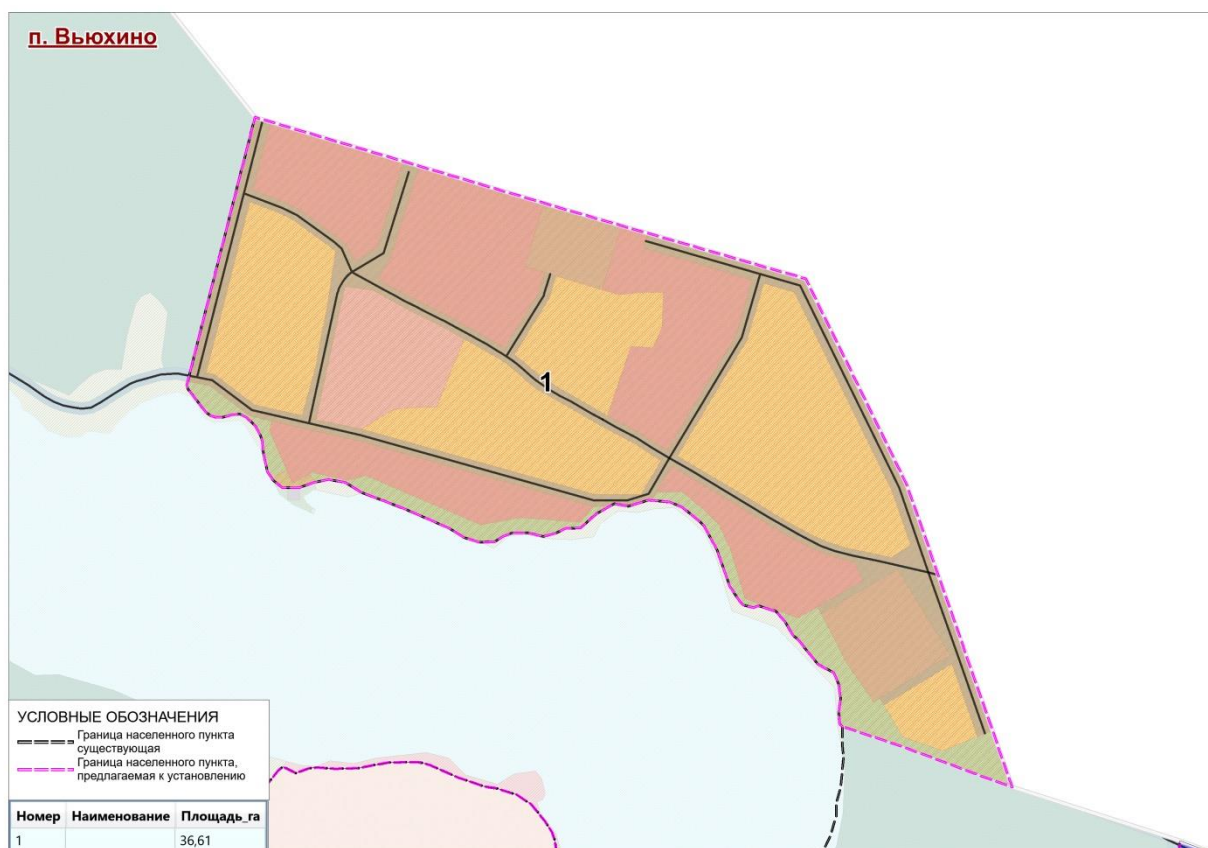 п. Вьюхино
1
УСЛОВНЫЕ ОБОЗНАЧЕНИЯ
Граница населенного пункта
существующая
Граница населенного пункта,
предлагаемая к установлению
Номер Наименование Площадь_га
1 36,61